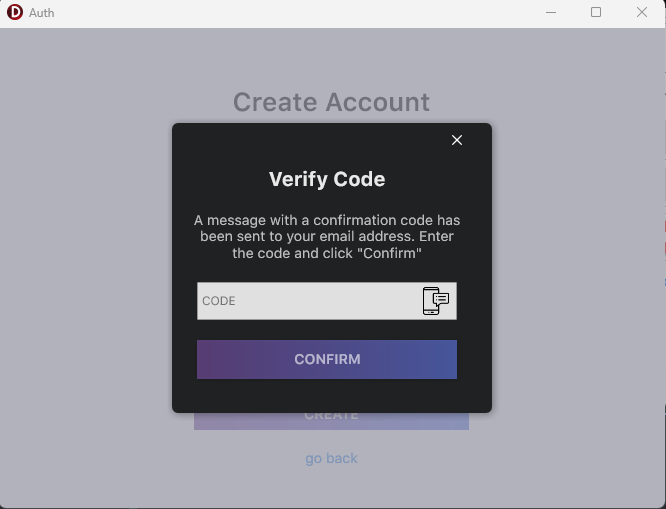 Auth
Create Account
Verify Code
A message with a confirmation code has
been sent to your email address. Enter
the code and click "Confirm"
CODE
CONFIRM
CREATE
go back